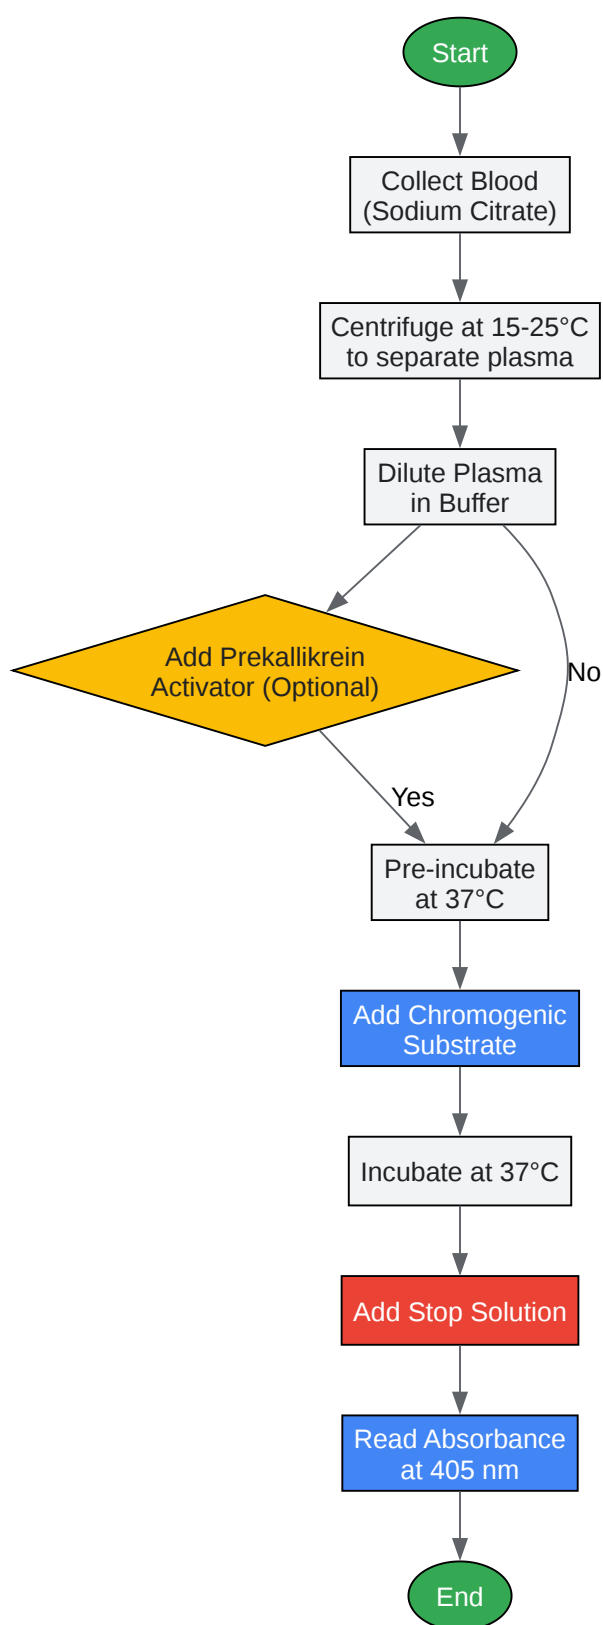 Start
Collect Blood
(Sodium Citrate)
Centrifuge at 15-25°C
to separate plasma
Dilute Plasma
in Buffer
Add Prekallikrein
Activator (Optional)
No
Yes
Pre-incubate
at 37°C
Add Chromogenic
Substrate
Incubate at 37°C
Add Stop Solution
Read Absorbance
at 405 nm
End